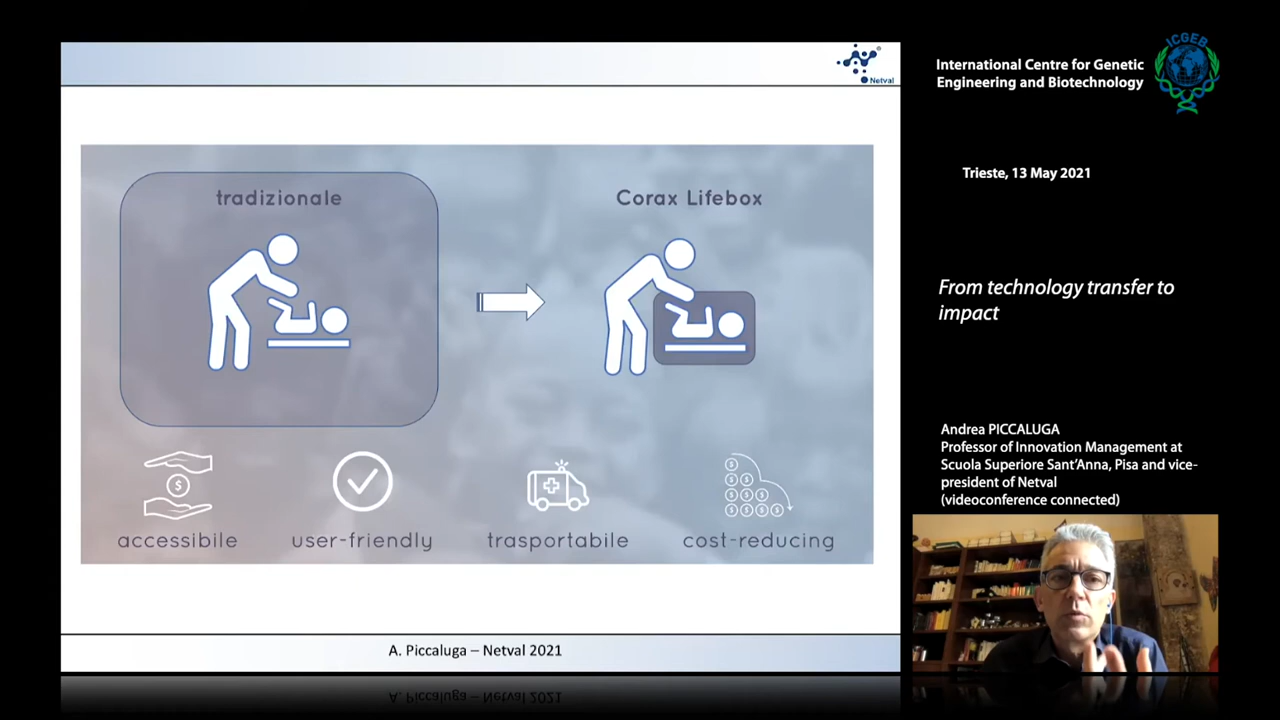 Netval
tradizionale
Corax Lifebox
accessibile
user-friendly
trasportabile
cost-reducing
A. Piccaluga – Netval 2021
ICGEB
International Centre for Genetic
Engineering and Biotechnology
Trieste, 13 May 2021
From technology transfer to
impact
Andrea PICCALUGA
Professor of Innovation Management at
Scuola Superiore Sant’Anna, Pisa and vice-
president of Netval
(videoconference connected)